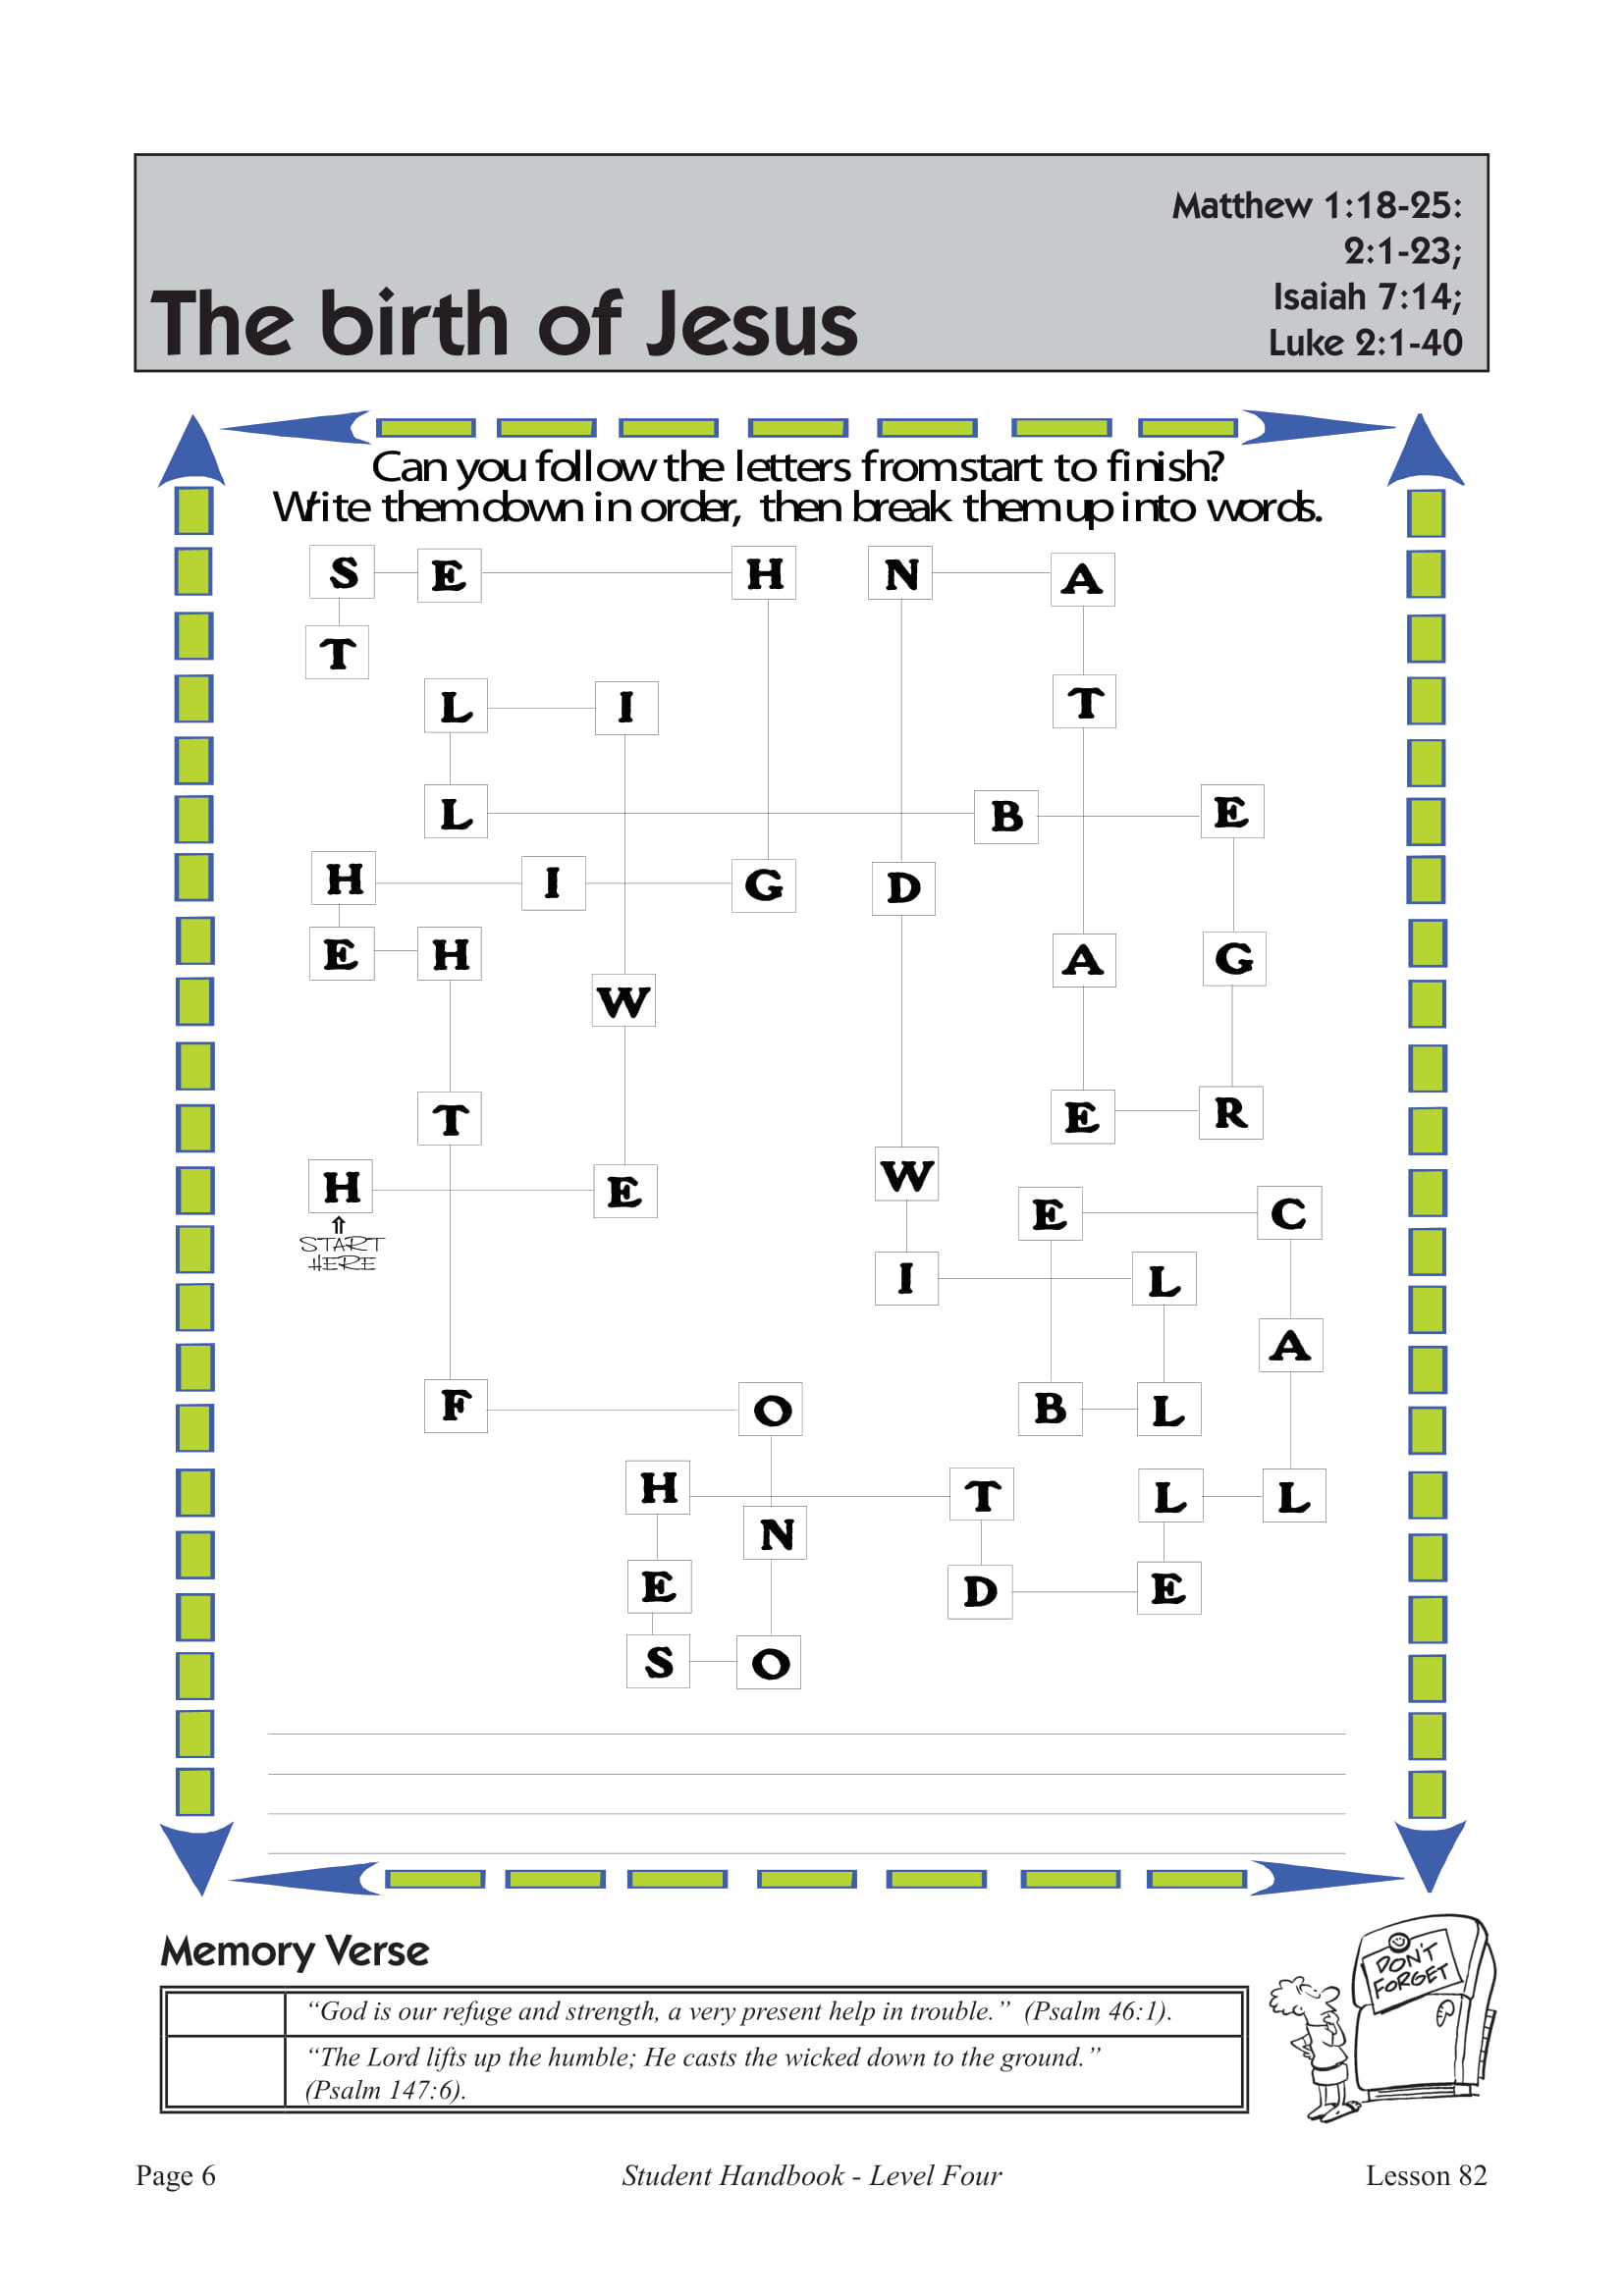 Matthew 1:18-25:
2:1-23;
Isaiah 7:14;
Luke 2:1-40
The birth of Jesus
Can you follow the letters from start to finish?
Write them down in order, then break them up into words.
S E H N A
T
L I T
L B E
H I G D
E H A G
W
T E R
H E W
E C
START
HERE
I L
A
F O B L
H T L L
N
E D E
S O
Memory Verse
“God is our refuge and strength, a very present help in trouble.” (Psalm 46:1).
“The Lord lifts up the humble; He casts the wicked down to the ground.”
(Psalm 147:6).
DON'T
FORGET
Page 6 Student Handbook - Level Four Lesson 82